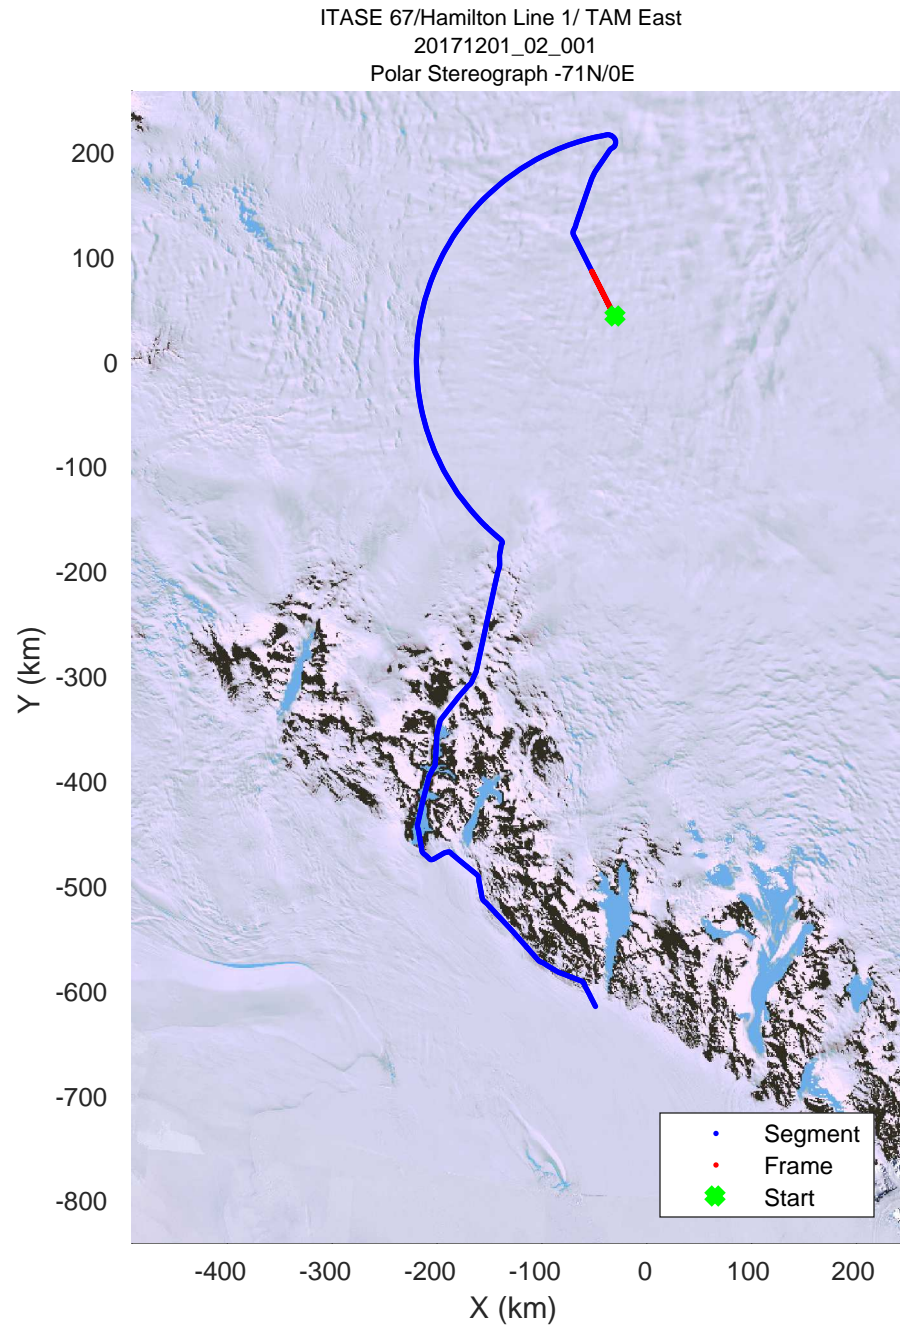 ITASE 67/Hamilton Line 1/ TAM East
20171201_02_001
Polar Stereograph -71N/0E
200
100
0
-100
-200
-300
-400
-500
-600
-700
-800
Y (km)
Segment
Frame
Start
-400 -300 -200 -100 0 100 200
X (km)